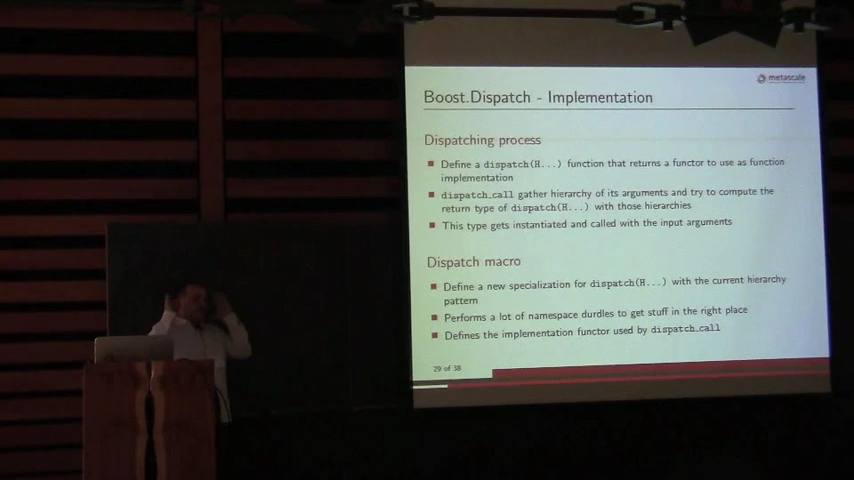 metascale
Boost.Dispatch - Implementation
Dispatching process
Define a dispatch(H...) function that returns a functor to use as function
implementation
dispatch_call gather hierarchy of its arguments and try to compute the
return type of dispatch(H...) with those hierarchies
This type gets instantiated and called with the input arguments
Dispatch macro
Define a new specialization for dispatch(H...) with the current hierarchy
pattern
Performs a lot of namespace durdles to get stuff in the right place
Defines the implementation functor used by dispatch_call
29 of 38